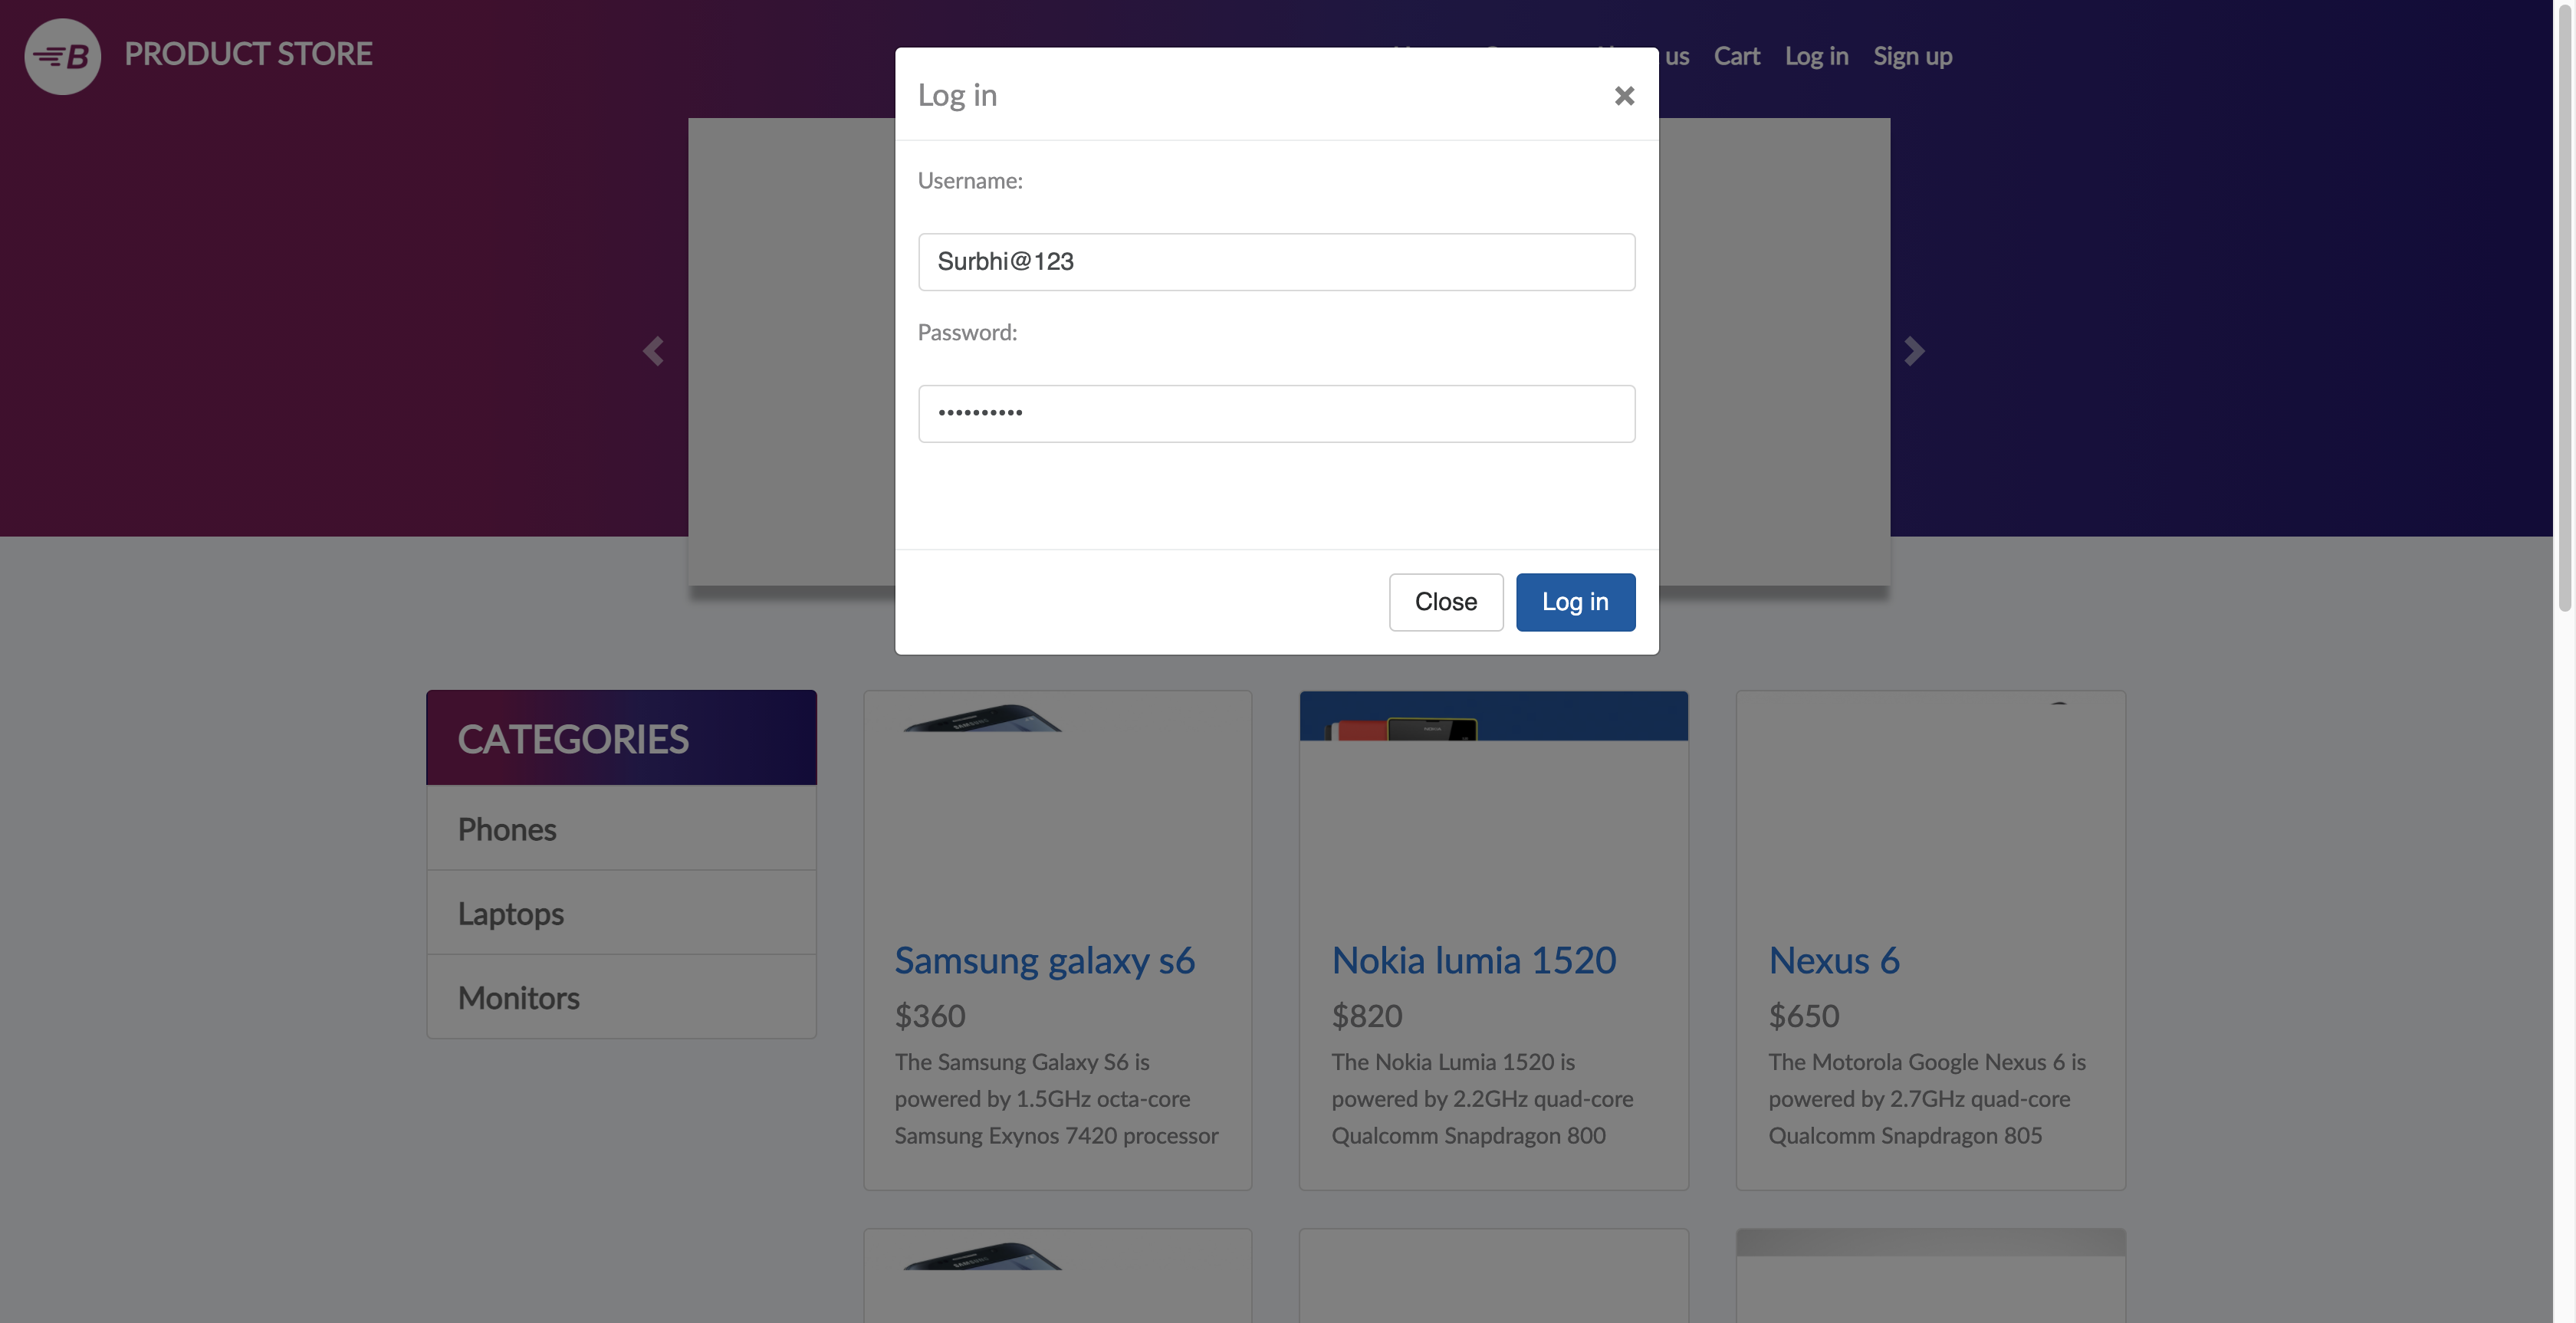 B PRODUCT STORE
us Cart Log in Sign up
Log in
Username:
Surbhi@123
Password:
••••••••••
Close Log in
CATEGORIES
Phones
Laptops
Monitors
Samsung galaxy s6
$360
The Samsung Galaxy S6 is
powered by 1.5GHz octa-core
Samsung Exynos 7420 processor
NOKIA
Nokia lumia 1520
$820
The Nokia Lumia 1520 is
powered by 2.2GHz quad-core
Qualcomm Snapdragon 800
Nexus 6
$650
The Motorola Google Nexus 6 is
powered by 2.7GHz quad-core
Qualcomm Snapdragon 805